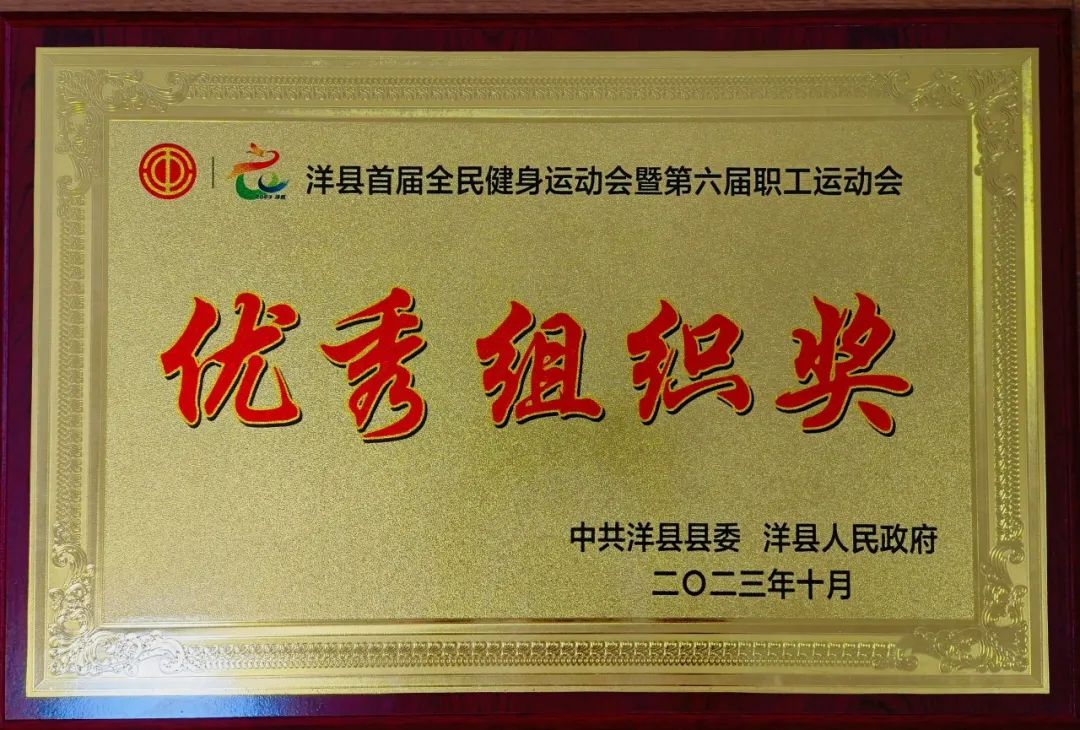 洋县首届全民健身运动会暨第六届职工运动会
优秀组织奖
中共洋县县委 洋县人民政府
二〇二三年十月